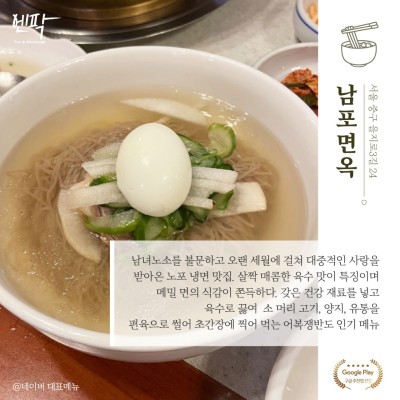 젠팍
서울 중구 을지로3길 24
남포면옥
남녀노소를 불문하고 오랜 세월에 걸쳐 대중적인 사랑을
받아온 노포 냉면 맛집. 살짝 매콤한 육수 맛이 특징이며
메밀 면의 식감이 쫀득하다. 갖은 건강 재료를 넣고
육수로 끓여 소 머리 고기, 양지, 유통을
편육으로 썰어 초간장에 찍어 먹는 어복쟁반도 인기 메뉴
@네이버 대표메뉴
Google Play